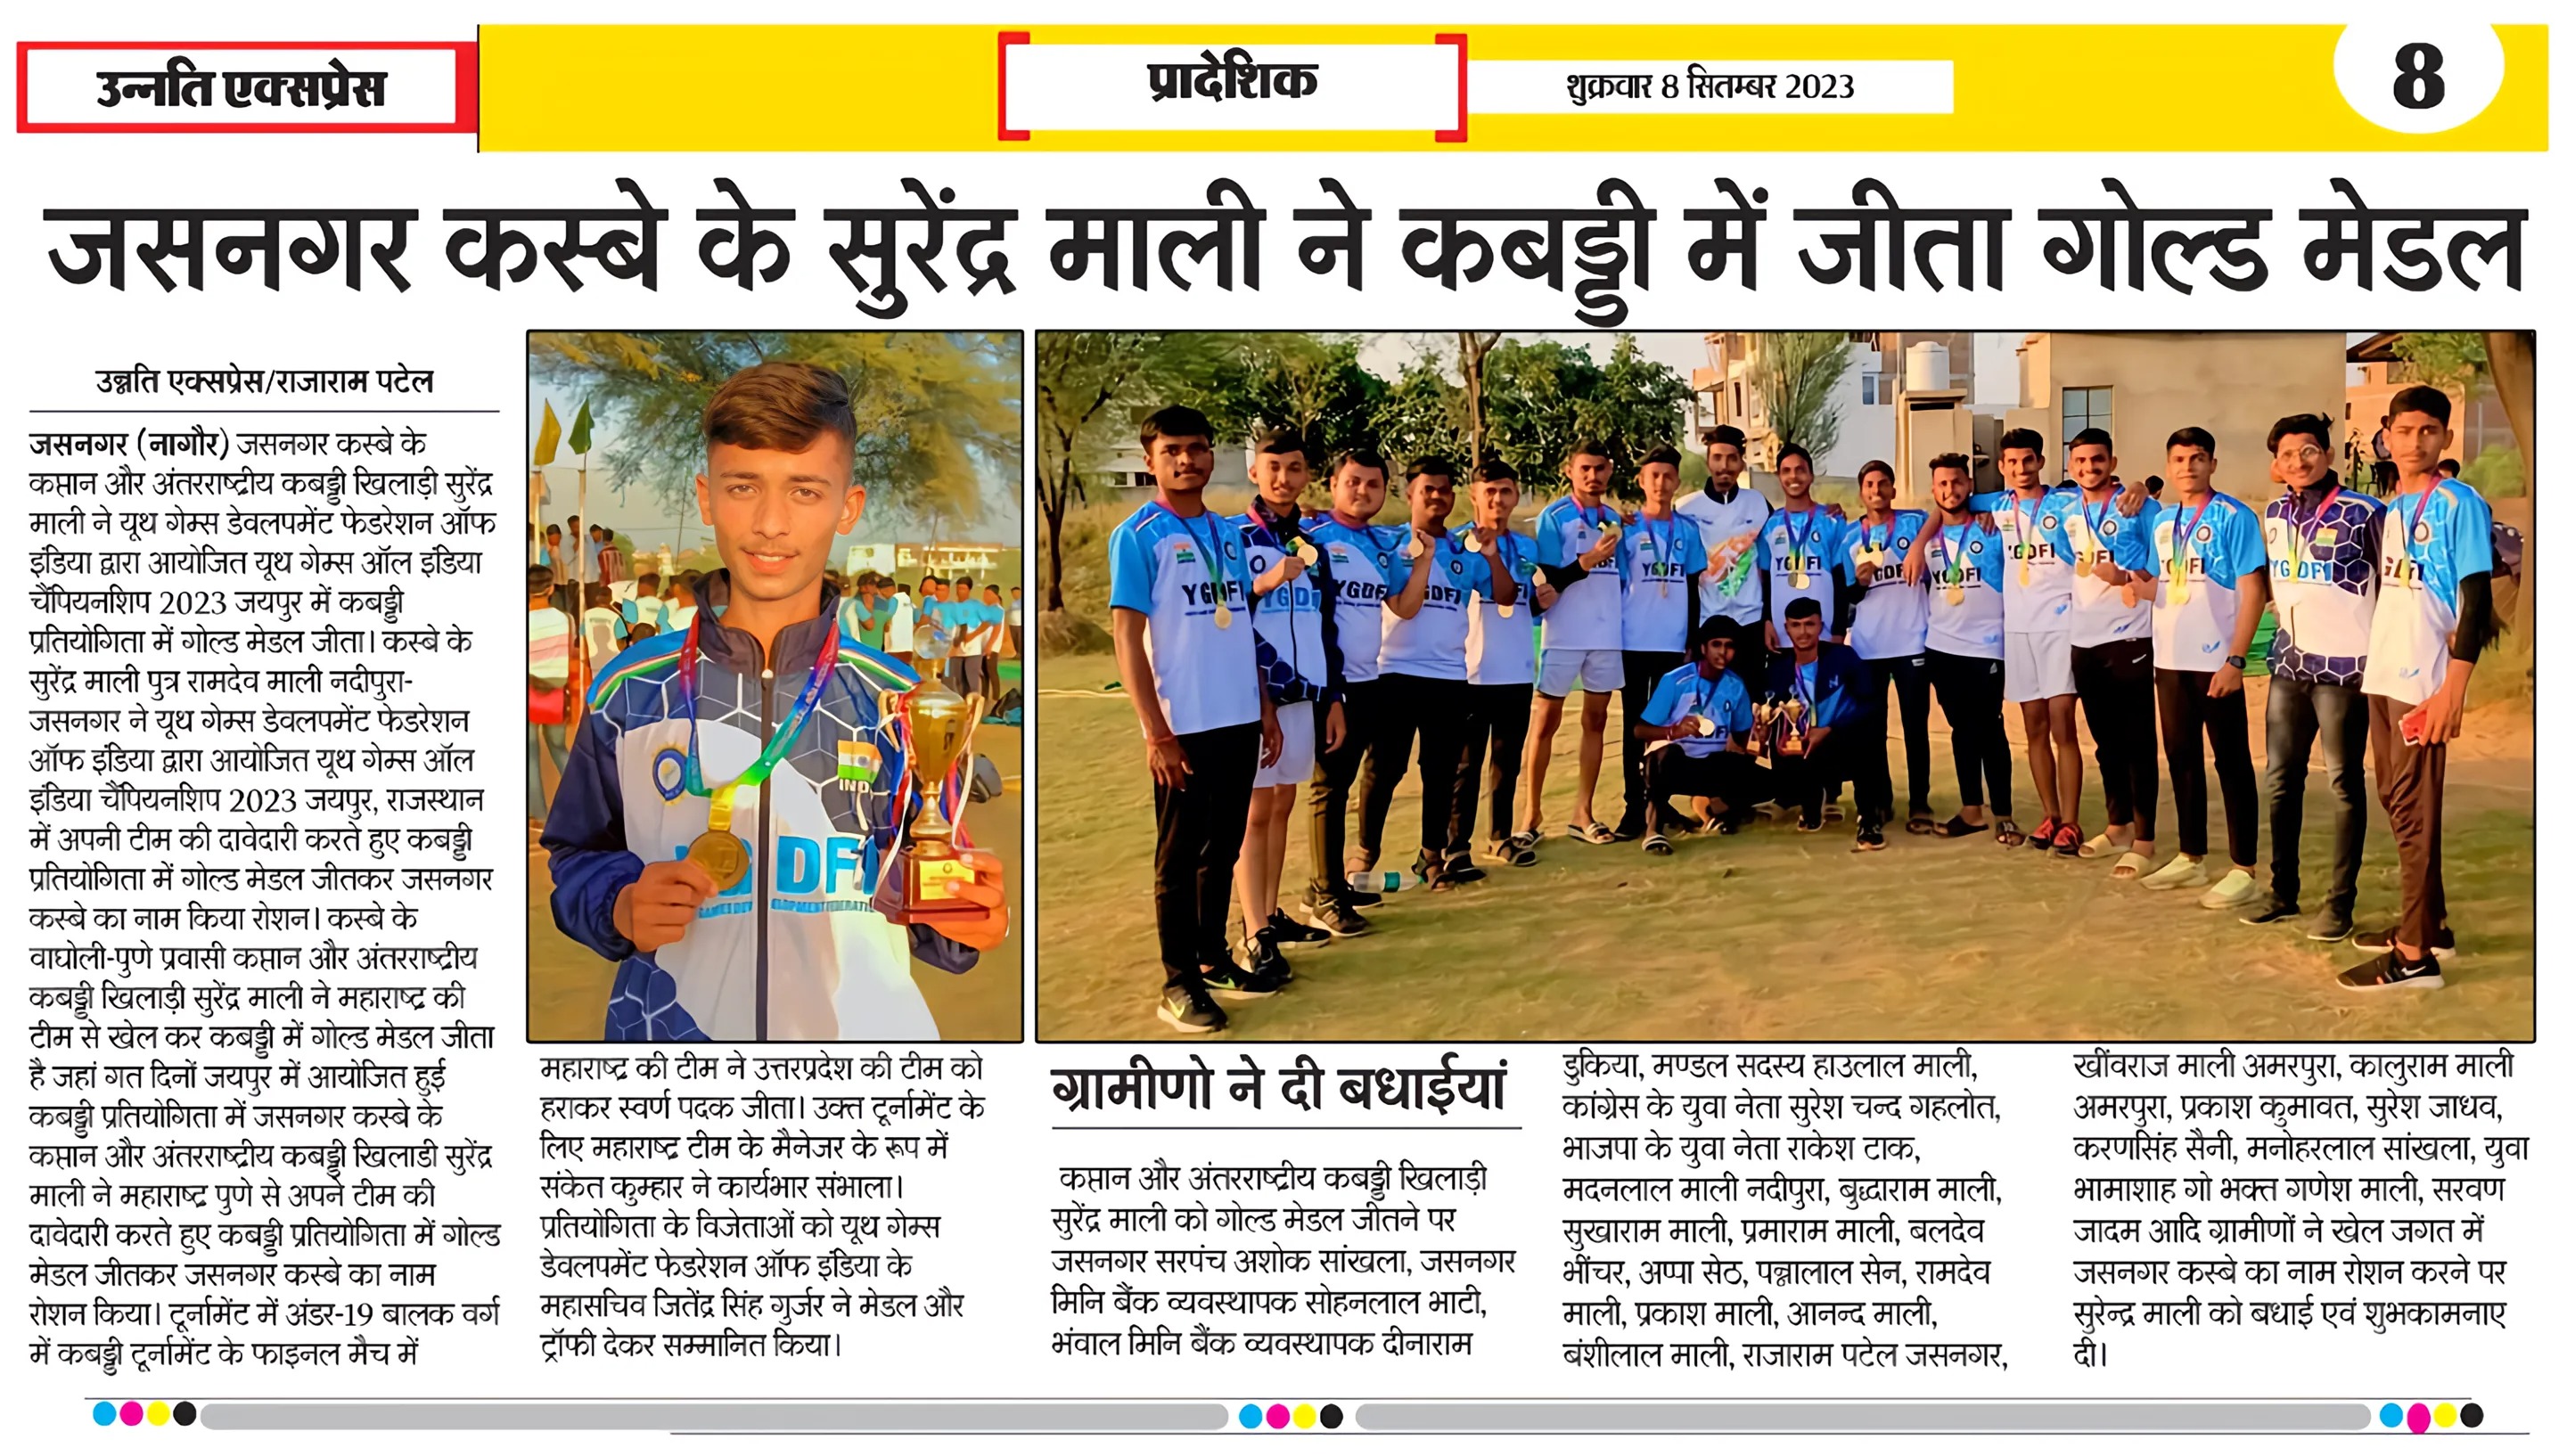 उन्नति एक्सप्रेस
प्रादेशिक
शुक्रवार 8 सितम्बर 2023
8
जसनगर कस्बे के सुरेंद्र माली ने कबड्डी में जीता गोल्ड मेडल
उन्नति एक्सप्रेस/राजाराम पटेल
जसनगर (नागौर) जसनगर कस्बे के
कप्तान और अंतरराष्ट्रीय कबड्डी खिलाड़ी सुरेंद्र
माली ने यूथ गेम्स डेवलपमेंट फेडरेशन ऑफ
इंडिया द्वारा आयोजित यूथ गेम्स ऑल इंडिया
चैंपियनशिप 2023 जयपुर में कबड्डी
प्रतियोगिता में गोल्ड मेडल जीता। कस्बे के
सुरेंद्र माली पुत्र रामदेव माली नदीपुरा-
जसनगर ने यूथ गेम्स डेवलपमेंट फेडरेशन
ऑफ इंडिया द्वारा आयोजित यूथ गेम्स ऑल
इंडिया चैंपियनशिप 2023 जयपुर, राजस्थान
में अपनी टीम की दावेदारी करते हुए कबड्डी
प्रतियोगिता में गोल्ड मेडल जीतकर जसनगर
कस्बे का नाम किया रोशन। कस्बे के
वाघोली-पुणे प्रवासी कप्तान और अंतरराष्ट्रीय
कबड्डी खिलाड़ी सुरेंद्र माली ने महाराष्ट्र की
टीम से खेल कर कबड्डी में गोल्ड मेडल जीता
है जहां गत दिनों जयपुर में आयोजित हुई
कबड्डी प्रतियोगिता में जसनगर कस्बे के
कप्तान और अंतरराष्ट्रीय कबड्डी खिलाडी सुरेंद्र
माली ने महाराष्ट्र पुणे से अपने टीम की
दावेदारी करते हुए कबड्डी प्रतियोगिता में गोल्ड
मेडल जीतकर जसनगर कस्बे का नाम
रोशन किया। टूर्नामेंट में अंडर-19 बालक वर्ग
में कबड्डी टूर्नामेंट के फाइनल मैच में
महाराष्ट्र की टीम ने उत्तरप्रदेश की टीम को
हराकर स्वर्ण पदक जीता। उक्त टूर्नामेंट के
लिए महाराष्ट्र टीम के मैनेजर के रूप में
संकेत कुम्हार ने कार्यभार संभाला।
प्रतियोगिता के विजेताओं को यूथ गेम्स
डेवलपमेंट फेडरेशन ऑफ इंडिया के
महासचिव जितेंद्र सिंह गुर्जर ने मेडल और
ट्रॉफी देकर सम्मानित किया।
ग्रामीणो ने दी बधाईयां
कप्तान और अंतरराष्ट्रीय कबड्डी खिलाड़ी
सुरेंद्र माली को गोल्ड मेडल जीतने पर
जसनगर सरपंच अशोक सांखला, जसनगर
मिनि बैंक व्यवस्थापक सोहनलाल भाटी,
भंवाल मिनि बैंक व्यवस्थापक दीनाराम
डुकिया, मण्डल सदस्य हाउलाल माली,
कांग्रेस के युवा नेता सुरेश चन्द गहलोत,
भाजपा के युवा नेता राकेश टाक,
मदनलाल माली नदीपुरा, बुद्धाराम माली,
सुखाराम माली, प्रमाराम माली, बलदेव
भींचर, अप्पा सेठ, पन्नालाल सेन, रामदेव
माली, प्रकाश माली, आनन्द माली,
बंशीलाल माली, राजाराम पटेल जसनगर,
खींवराज माली अमरपुरा, कालुराम माली
अमरपुरा, प्रकाश कुमावत, सुरेश जाधव,
करणसिंह सैनी, मनोहरलाल सांखला, युवा
भामाशाह गो भक्त गणेश माली, सरवण
जादम आदि ग्रामीणों ने खेल जगत में
जसनगर कस्बे का नाम रोशन करने पर
सुरेन्द्र माली को बधाई एवं शुभकामनाए
दी।